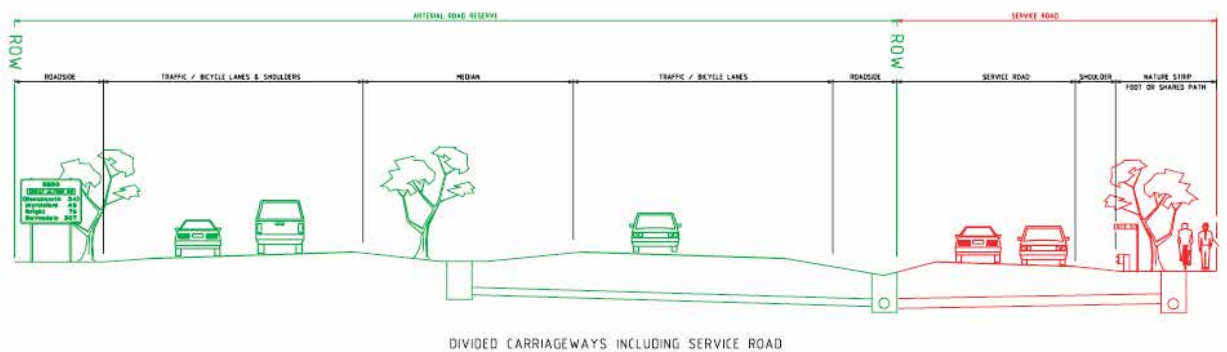 ARTERIAL ROAD RESERVE
SERVICE ROAD
ROW
ROW
ROADSIDE
TRAFFIC / BICYCLE LANES & SHOULDERS
MEDIAN
TRAFFIC / BICYCLE LANES
ROADSIDE
SERVICE ROAD
SHOULDER
NATURE STRIP
FOOT OR SHARED PATH
DIVIDED CARRIAGEWAYS INCLUDING SERVICE ROAD